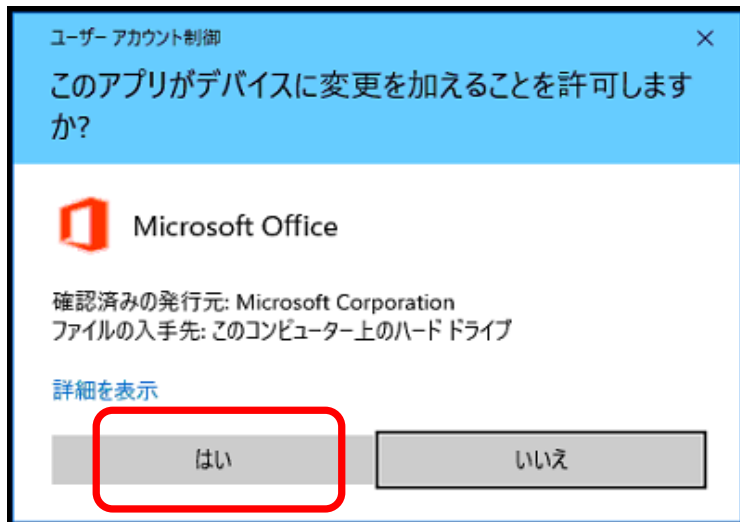 ユーザー アカウント制御
このアプリがデバイスに変更を加えることを許可します
か?
Microsoft Office
確認済みの発行元: Microsoft Corporation
ファイルの入手先: このコンピューター上のハード ドライブ
詳細を表示
はい
いいえ